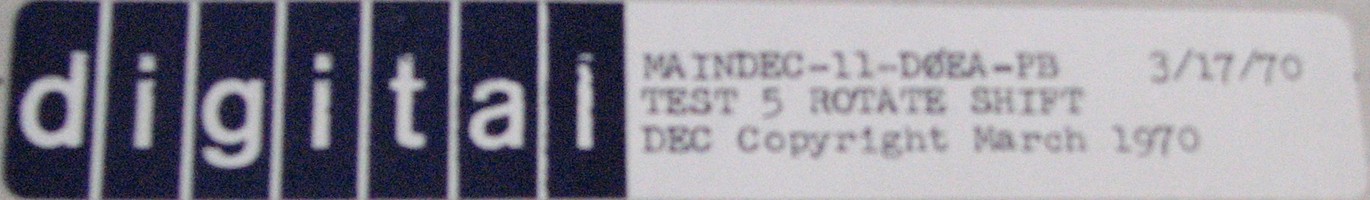 digital
MAINDEC-11-DØEA-PB 3/17/70
TEST 5 ROTATE SHIFT
DEC Copyright March 1970